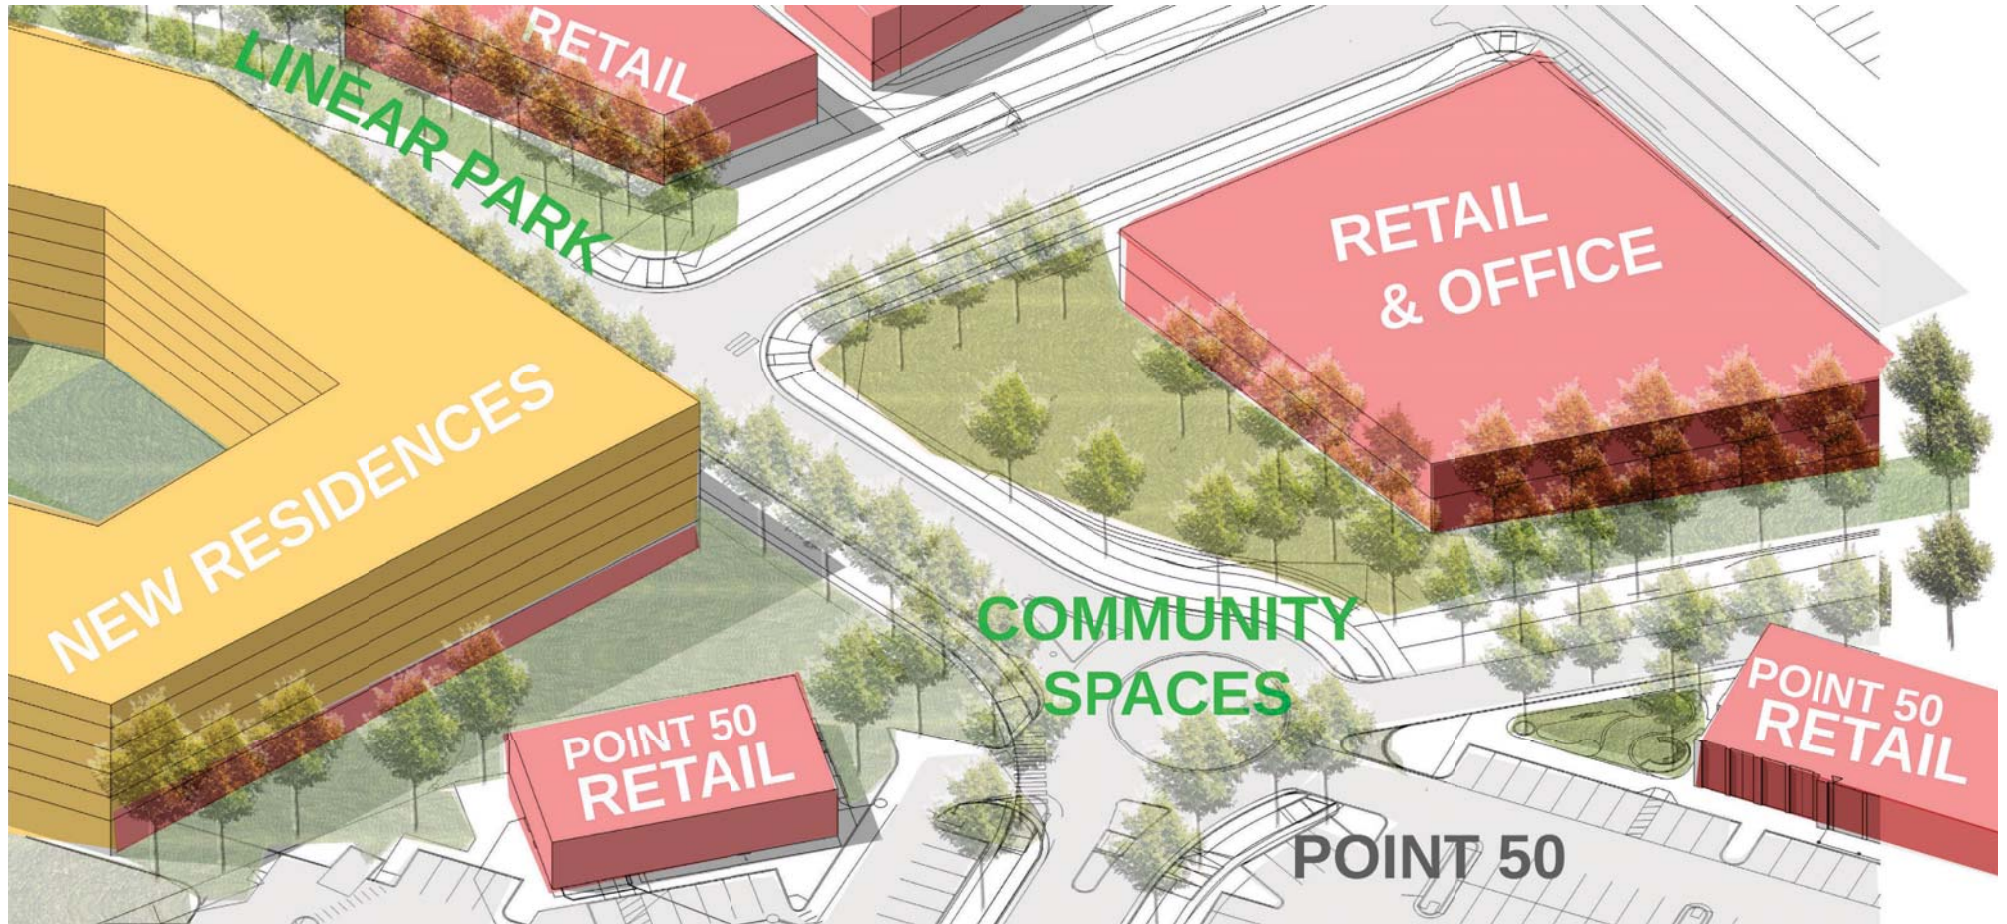 RETAIL
LINEAR PARK
RETAIL
& OFFICE
NEW RESIDENCES
COMMUNITY
SPACES
POINT 50
RETAIL
POINT 50
RETAIL
POINT 50